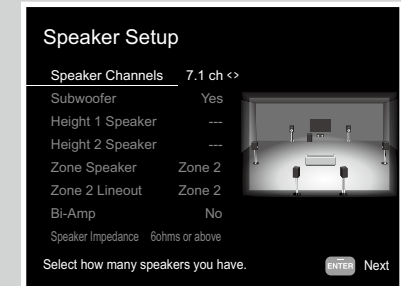 Speaker Setup
Speaker Channels 7.1 ch <>
Subwoofer Yes
Height 1 Speaker ---
Height 2 Speaker ---
Zone Speaker Zone 2
Zone 2 Lineout Zone 2
Bi-Amp No
Speaker Impedance 6ohms or above
Select how many speakers you have. ENTER Next